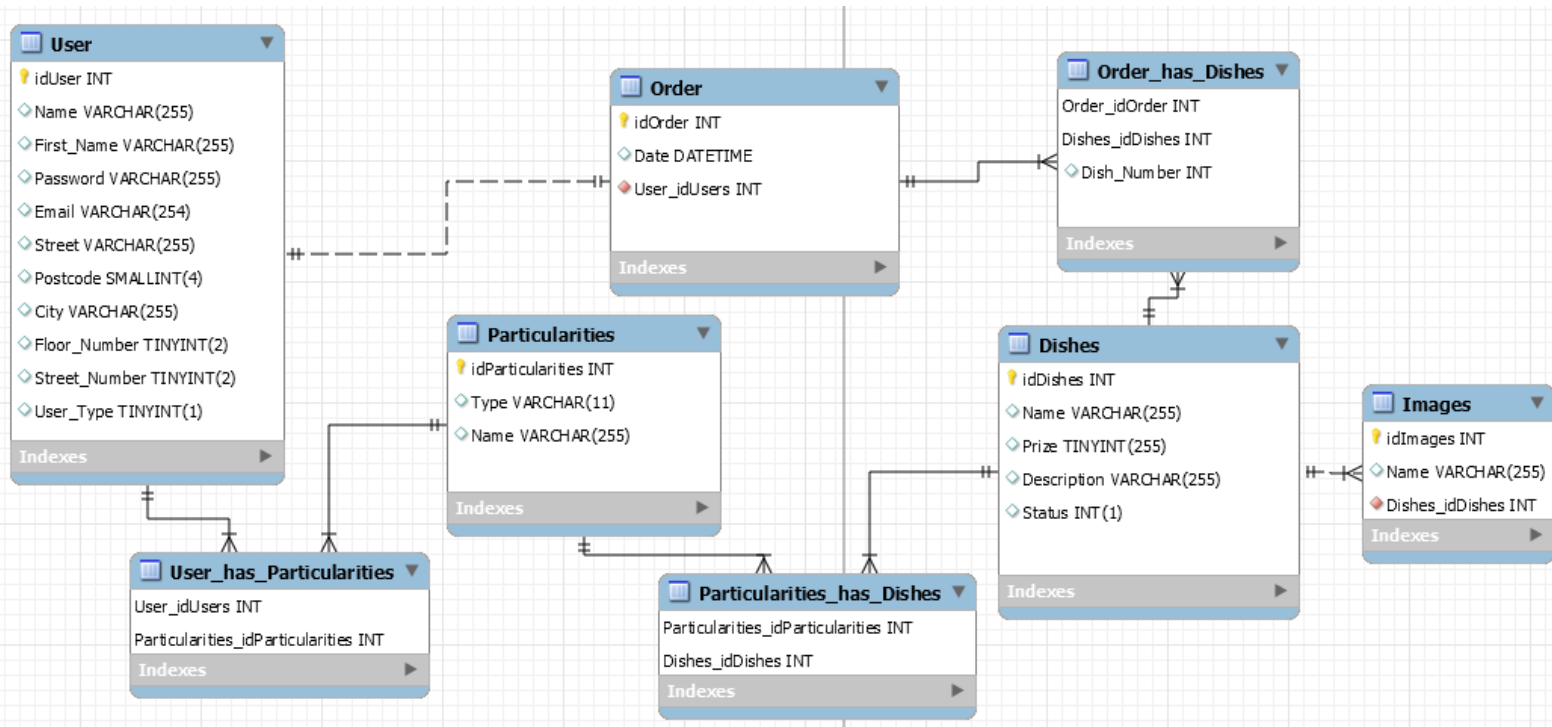 User
idUser INT
Name VARCHAR(255)
First_Name VARCHAR(255)
Password VARCHAR(255)
Email VARCHAR(254)
Street VARCHAR(255)
Postcode SMALLINT(4)
City VARCHAR(255)
Floor_Number TINYINT(2)
Street_Number TINYINT(2)
User_Type TINYINT(1)
Indexes
Order
idOrder INT
Date DATETIME
User_idUsers INT
Indexes
Order_has_Dishes
Order_idOrder INT
Dishes_idDishes INT
Dish_Number INT
Indexes
Particularities
idParticularities INT
Type VARCHAR(11)
Name VARCHAR(255)
Indexes
Dishes
idDishes INT
Name VARCHAR(255)
Prize TINYINT(255)
Description VARCHAR(255)
Status INT(1)
Indexes
Images
idImages INT
Name VARCHAR(255)
Dishes_idDishes INT
Indexes
User_has_Particularities
User_idUsers INT
Particularities_idParticularities INT
Indexes
Particularities_has_Dishes
Particularities_idParticularities INT
Dishes_idDishes INT
Indexes